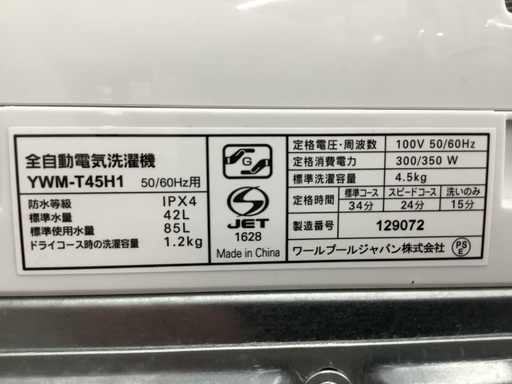 全自動電気洗濯機
YWM-T45H1 50/60Hz用
防水等級 IPX4
標準水量 42L
標準使用水量 85L
ドライコース時の洗濯容量 1.2kg
G
S
JET
1628
Made in China
定格電圧・周波数 100V 50/60Hz
定格消費電力 300/350 W
標準洗濯容量 4.5kg
定格時間 標準コース スピードコース 洗いのみ
34分 24分 15分
製造番号 129072
ワールプールジャパン株式会社 PSE